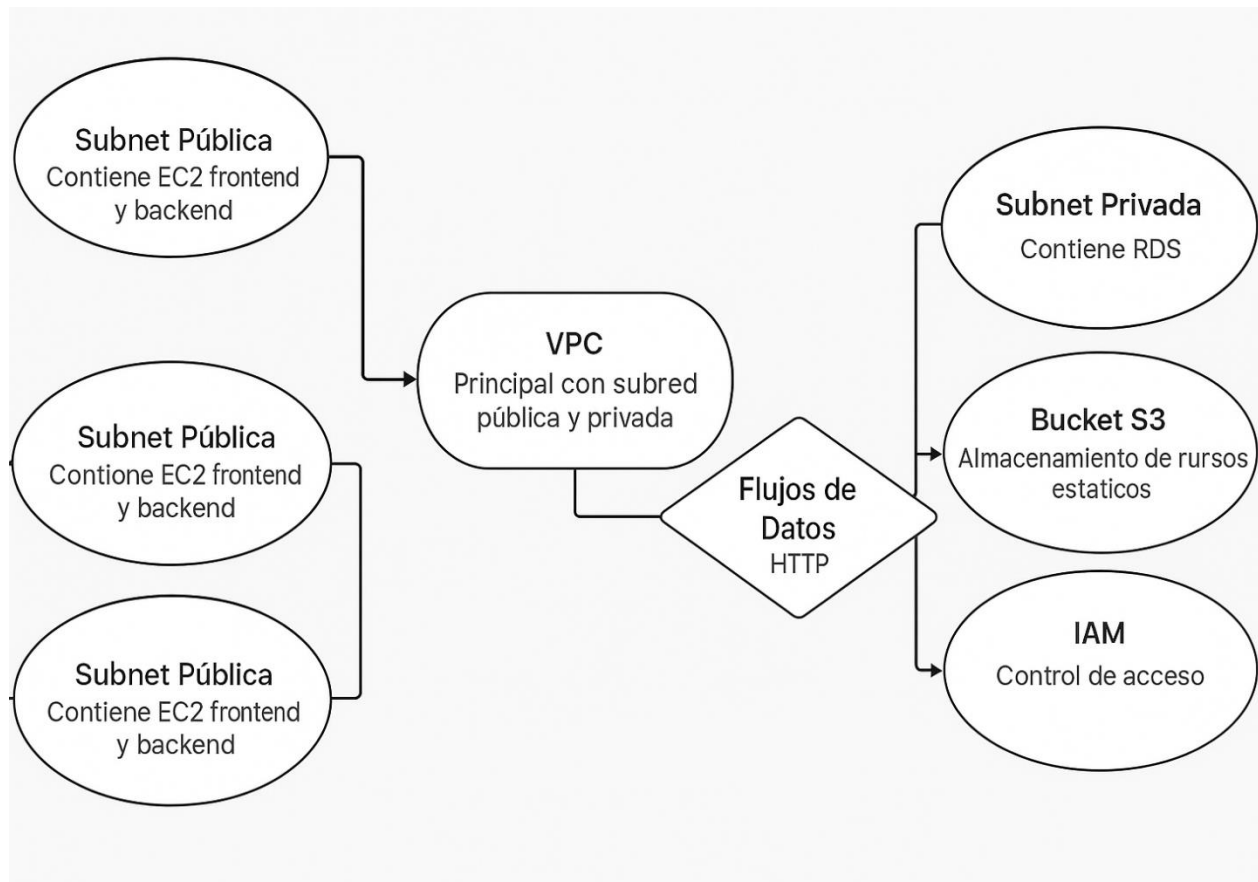 Subnet Pública
Contiene EC2 frontend
y backend
Subnet Pública
Contione EC2 frontend
y backend
Subnet Pública
Contiene EC2 frontend
y backend
VPC
Principal con subred
pública y privada
Flujos de
Datos
HTTP
Subnet Privada
Contiene RDS
Bucket S3
Almacenamiento de rursos
estaticos
IAM
Control de acceso